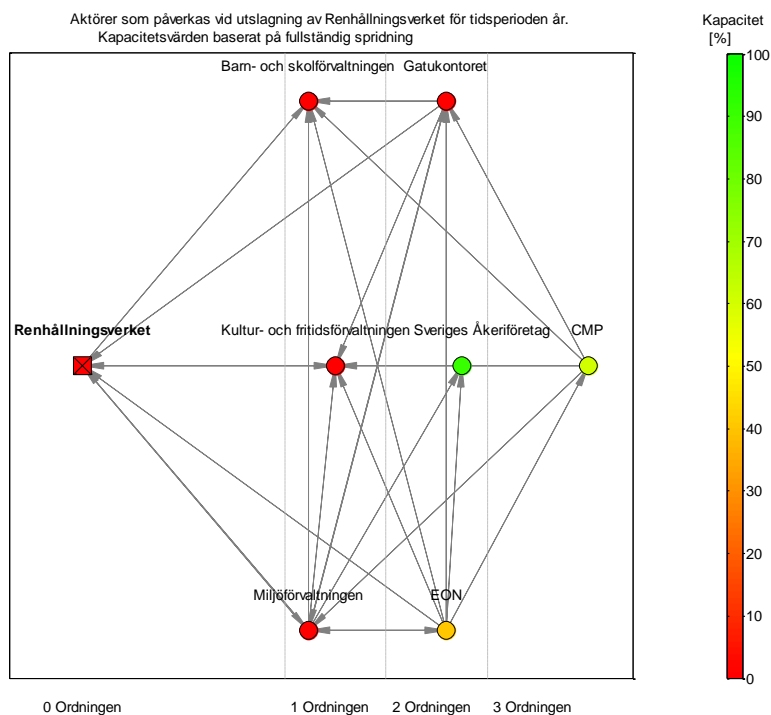 Aktörer som påverkas vid utslagning av Renhållningsverket för tidsperioden år.
Kapacitetsvärden baserat på fullständig spridning
Kapacitet
[%]
Barn- och skolförvaltningen
Gatukontoret
Renhållningsverket
Kultur- och fritidsförvaltningen
Sveriges Åkeriföretag
CMP
Miljöförvaltningen
EON
0 Ordningen
1 Ordningen
2 Ordningen
3 Ordningen
100
90
80
70
60
50
40
30
20
10
0